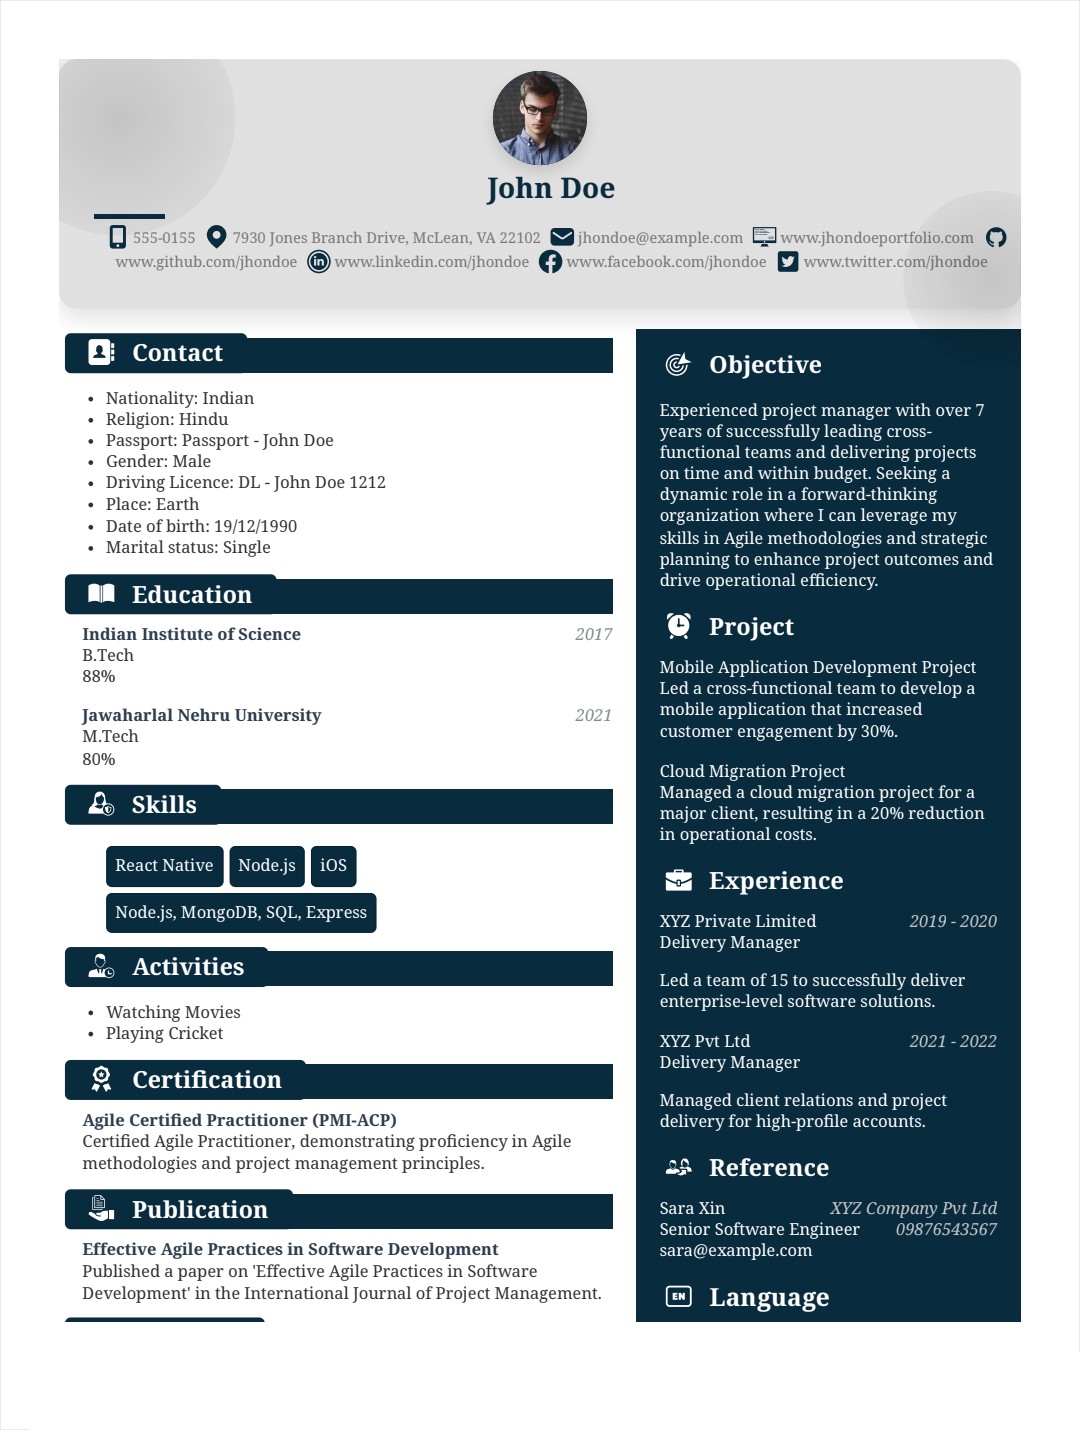 John Doe
555-0155 7930 Jones Branch Drive, McLean, VA 22102 jhondoe@example.com www.jhondoeportfolio.com
www.github.com/jhondoe www.linkedin.com/jhondoe www.facebook.com/jhondoe www.twitter.com/jhondoe
Contact
• Nationality: Indian
• Religion: Hindu
• Passport: Passport - John Doe
• Gender: Male
• Driving Licence: DL - John Doe 1212
• Place: Earth
• Date of birth: 19/12/1990
• Marital status: Single
Education
Indian Institute of Science 2017
B.Tech
88%
Jawaharlal Nehru University 2021
M.Tech
80%
Skills
React Native Node.js iOS
Node.js, MongoDB, SQL, Express
Activities
• Watching Movies
• Playing Cricket
Certification
Agile Certified Practitioner (PMI-ACP)
Certified Agile Practitioner, demonstrating proficiency in Agile
methodologies and project management principles.
Publication
Effective Agile Practices in Software Development
Published a paper on 'Effective Agile Practices in Software
Development' in the International Journal of Project Management.
Objective
Experienced project manager with over 7
years of successfully leading cross-
functional teams and delivering projects
on time and within budget. Seeking a
dynamic role in a forward-thinking
organization where I can leverage my
skills in Agile methodologies and strategic
planning to enhance project outcomes and
drive operational efficiency.
Project
Mobile Application Development Project
Led a cross-functional team to develop a
mobile application that increased
customer engagement by 30%.
Cloud Migration Project
Managed a cloud migration project for a
major client, resulting in a 20% reduction
in operational costs.
Experience
XYZ Private Limited 2019 - 2020
Delivery Manager
Led a team of 15 to successfully deliver
enterprise-level software solutions.
XYZ Pvt Ltd 2021 - 2022
Delivery Manager
Managed client relations and project
delivery for high-profile accounts.
Reference
Sara Xin XYZ Company Pvt Ltd
Senior Software Engineer 09876543567
sara@example.com
EN Language